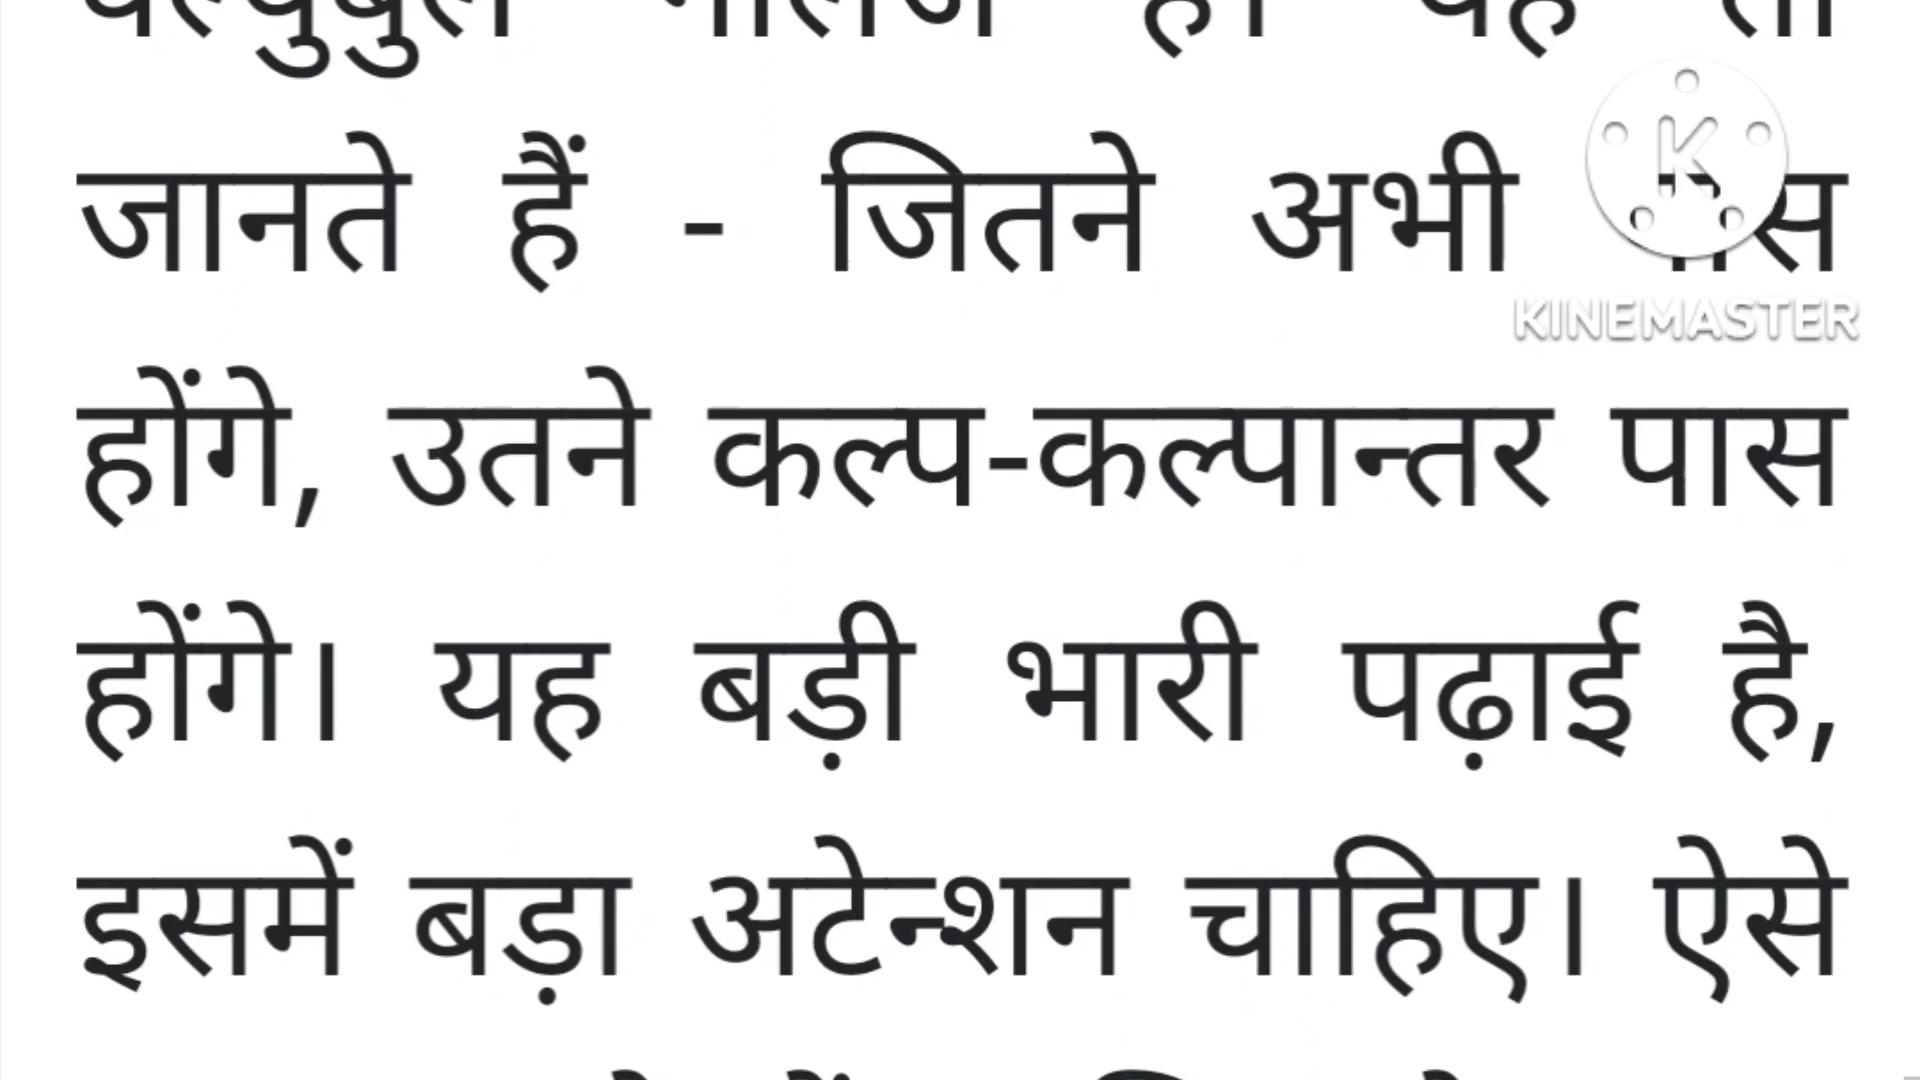 जानते हैं - जितने अभी पास
KINEMASTER
होंगे, उतने कल्प-कल्पान्तर पास
होंगे। यह बड़ी भारी पढ़ाई है,
इसमें बड़ा अटेन्शन चाहिए। ऐसे